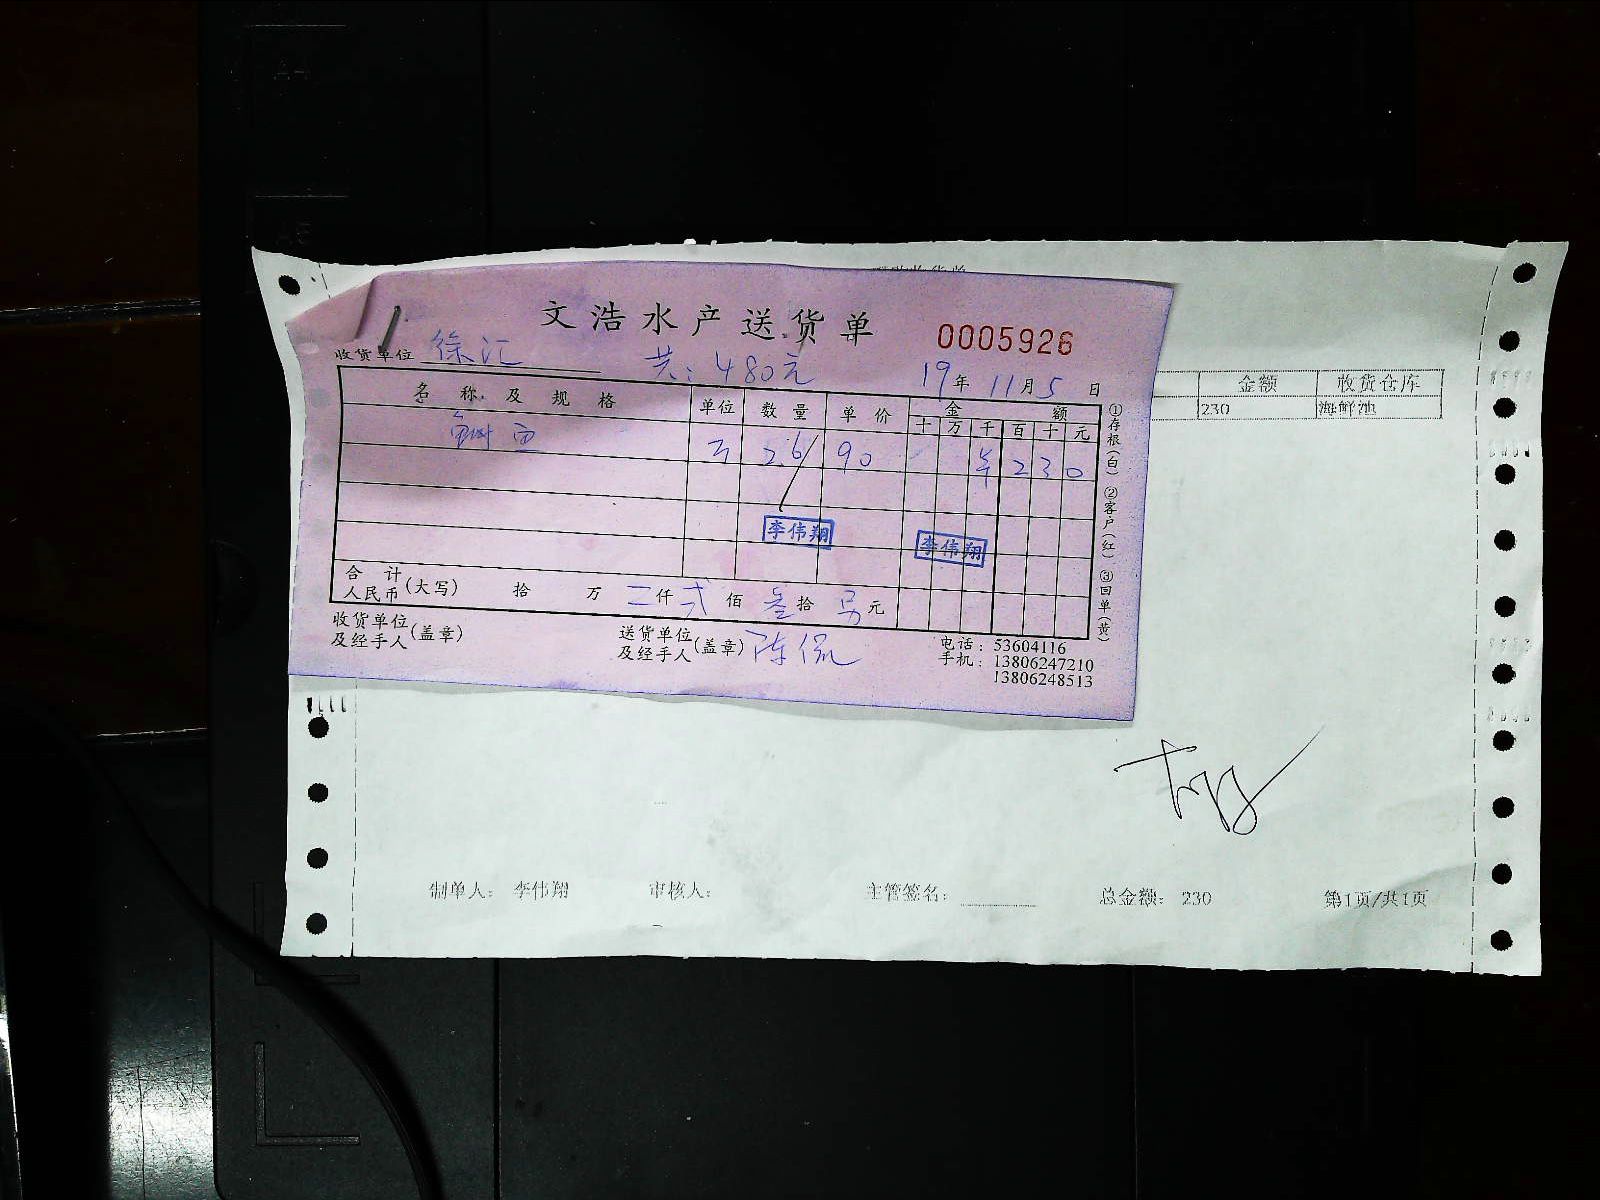 文浩水产送货单
0005926
收货单位 徐汇
共:480元
19年11月5日
名称及规格 单位 数量 单价 金额
十 万 千 百 十 元
26 90 ¥ 2 3 0
李伟翔 李伟翔
合计
人民币(大写) 拾 万 仟 弍 佰 叁 拾 元
收货单位
及经手人(盖章)
送货单位
及经手人(盖章) 陈侃
电话:53604116
手机:13806247210
13806248513
①存根(白) ②客户(红) ③回单(黄)
金额 收货仓库
230 海鲜池
制单人: 李伟翔 审核人: 主管签名: 总金额: 230 第1页/共1页